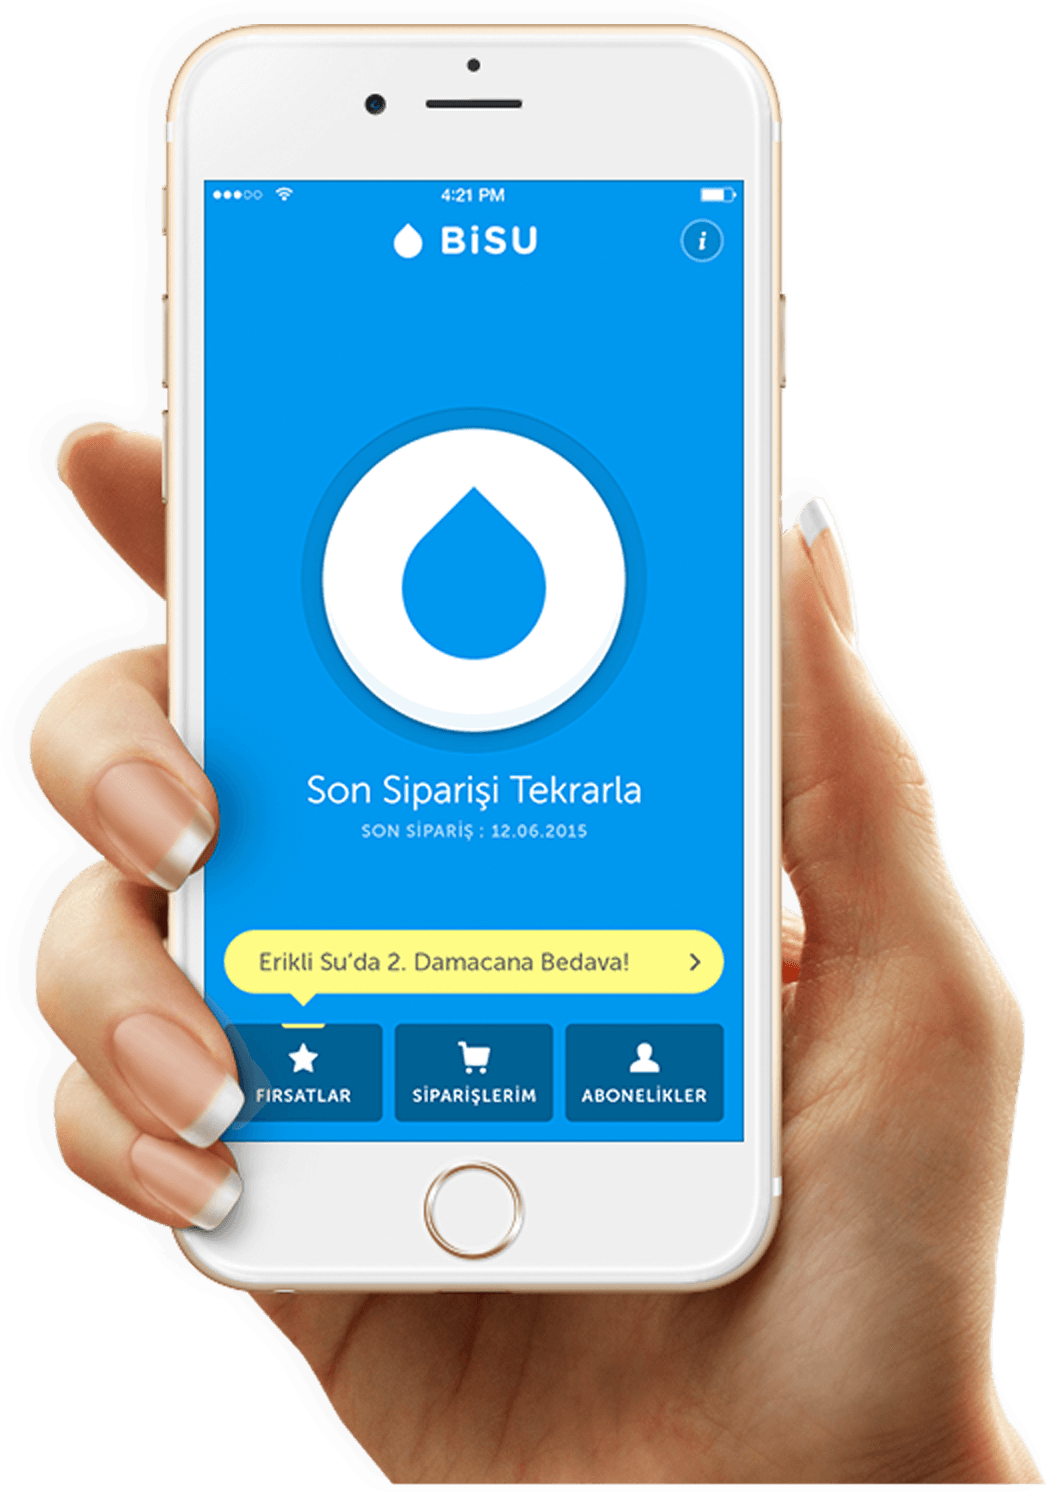 4:21 PM
BiSU
i
Son Siparişi Tekrarla
SON SİPARİŞ : 12.06.2015
Erikli Su'da 2. Damacana Bedava!
FIRSATLAR
SİPARİŞLERİM
ABONELİKLER